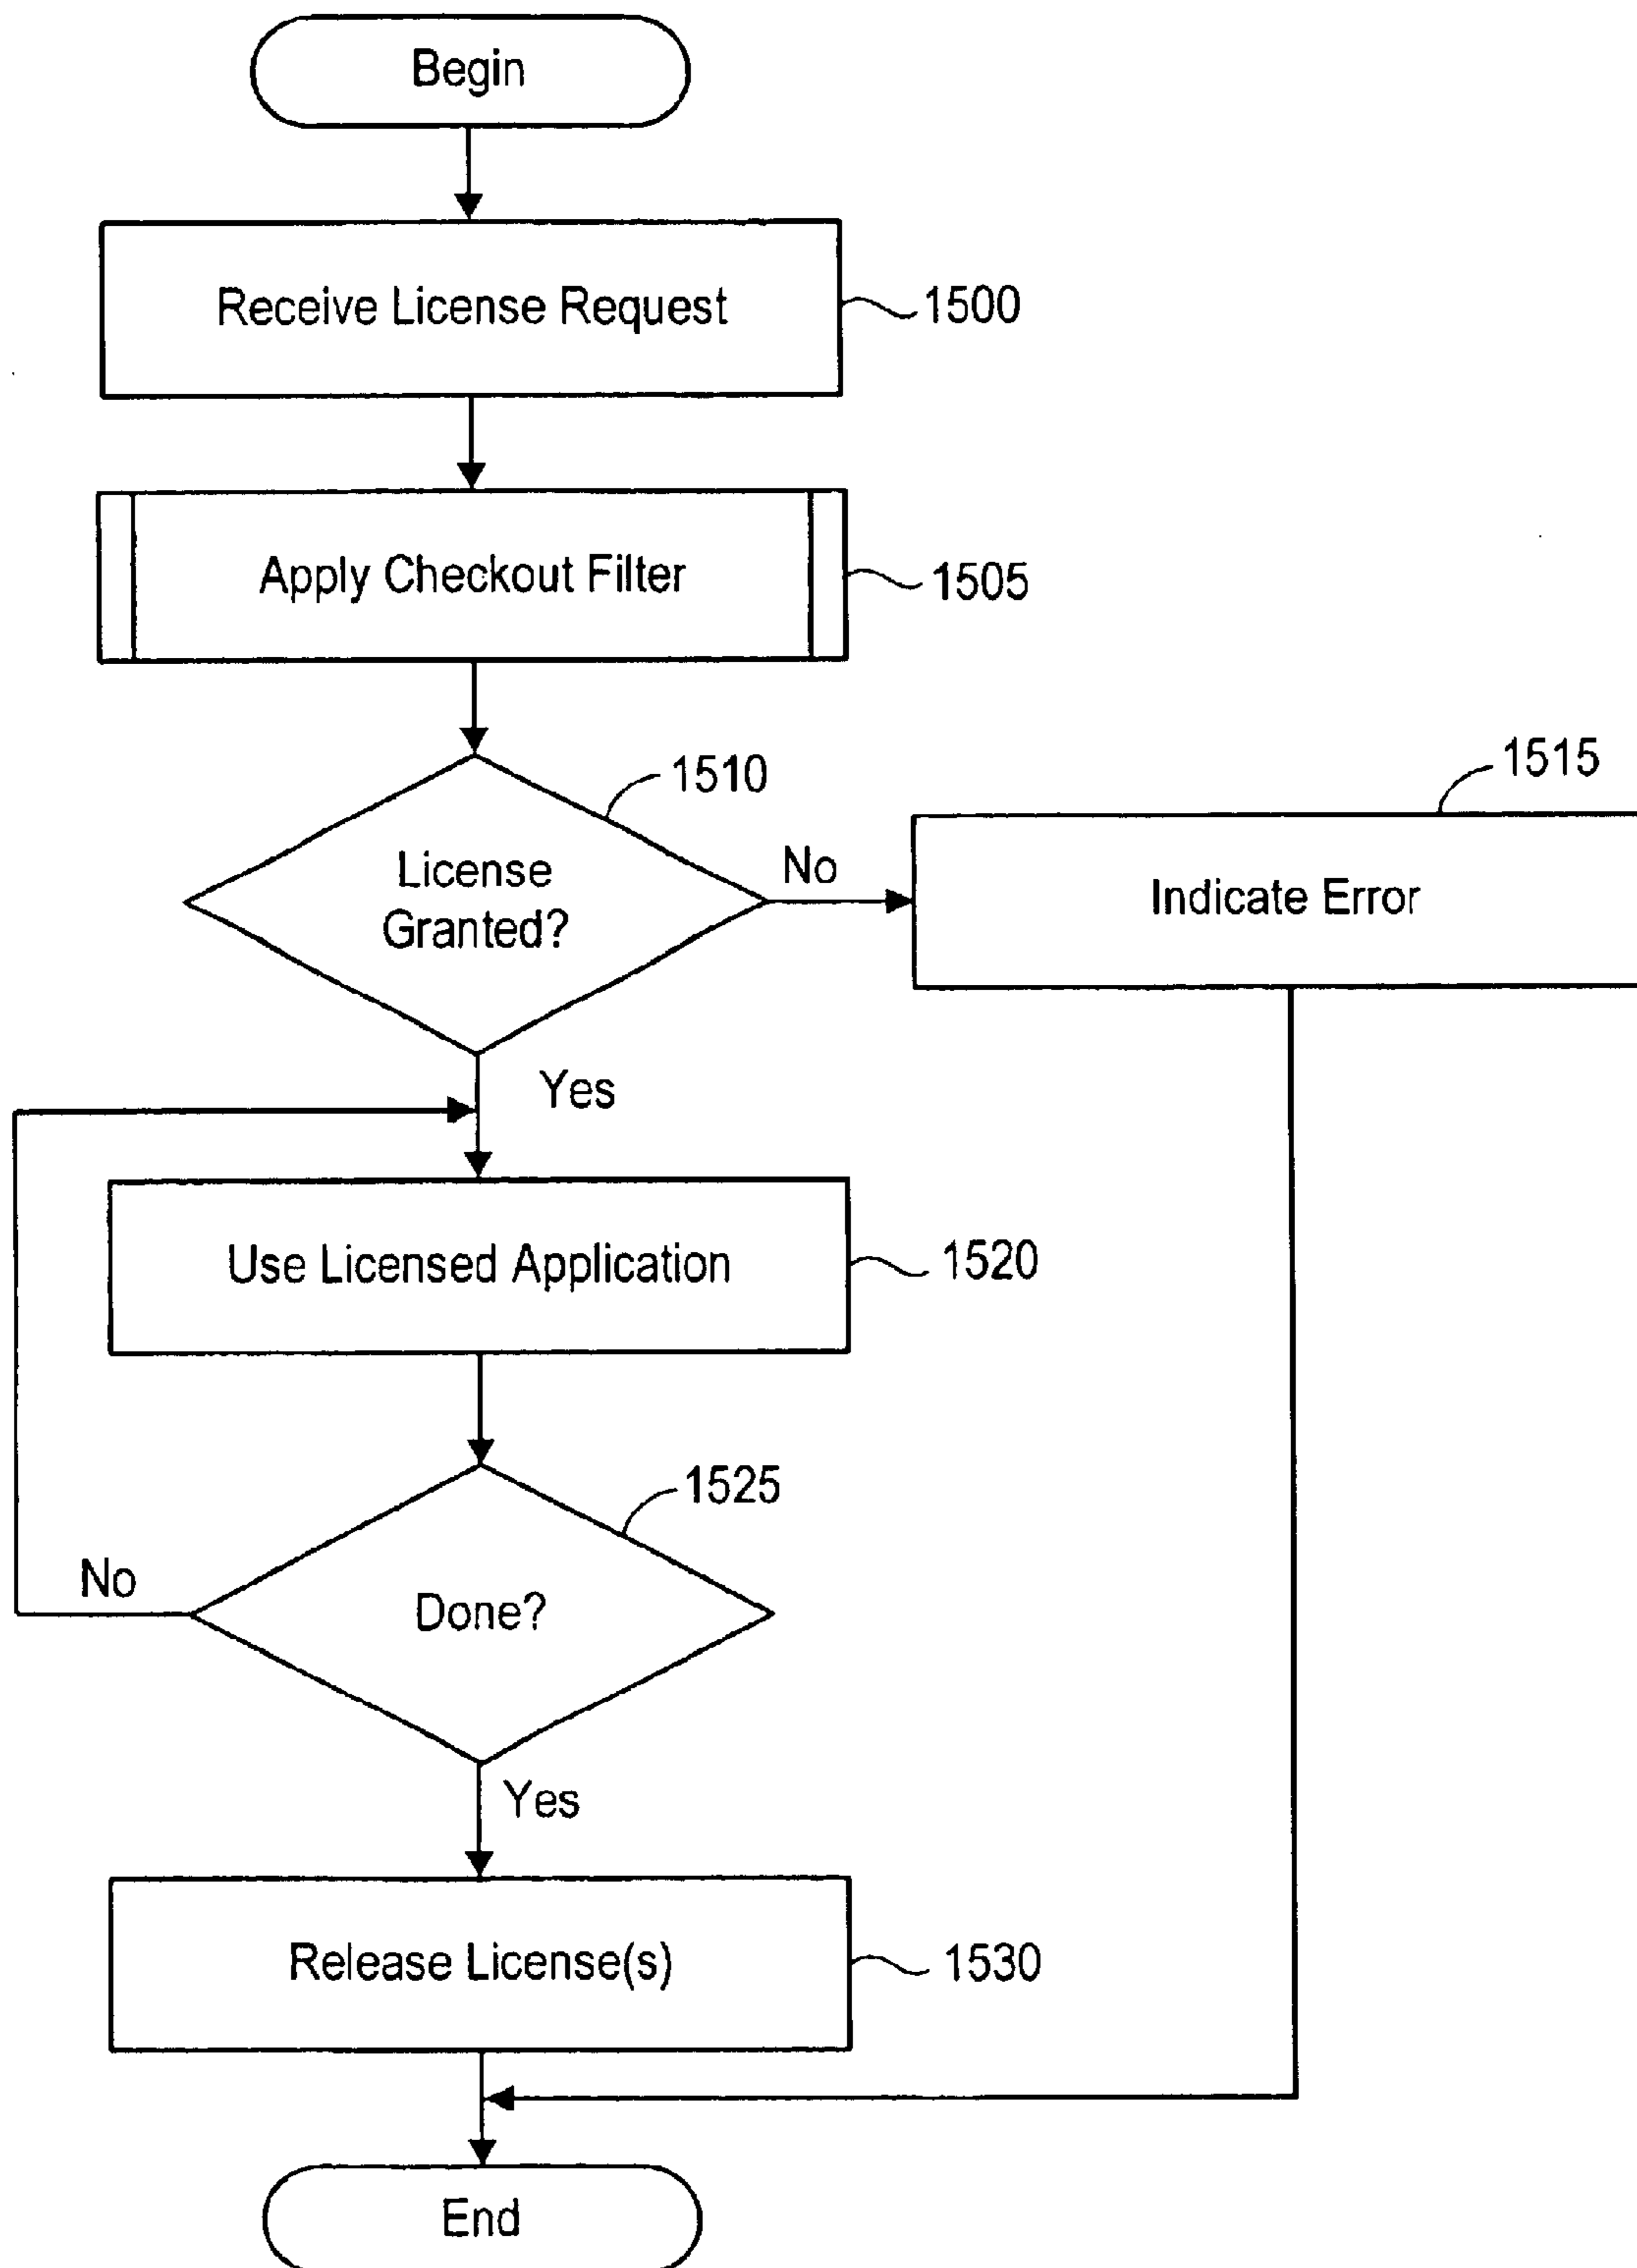 Begin
Receive License Request
1500
Apply Checkout Filter
1505
1510
1515
License
Granted?
No
Indicate Error
Yes
Use Licensed Application
1520
1525
No
Done?
Yes
Release License(s)
1530
End